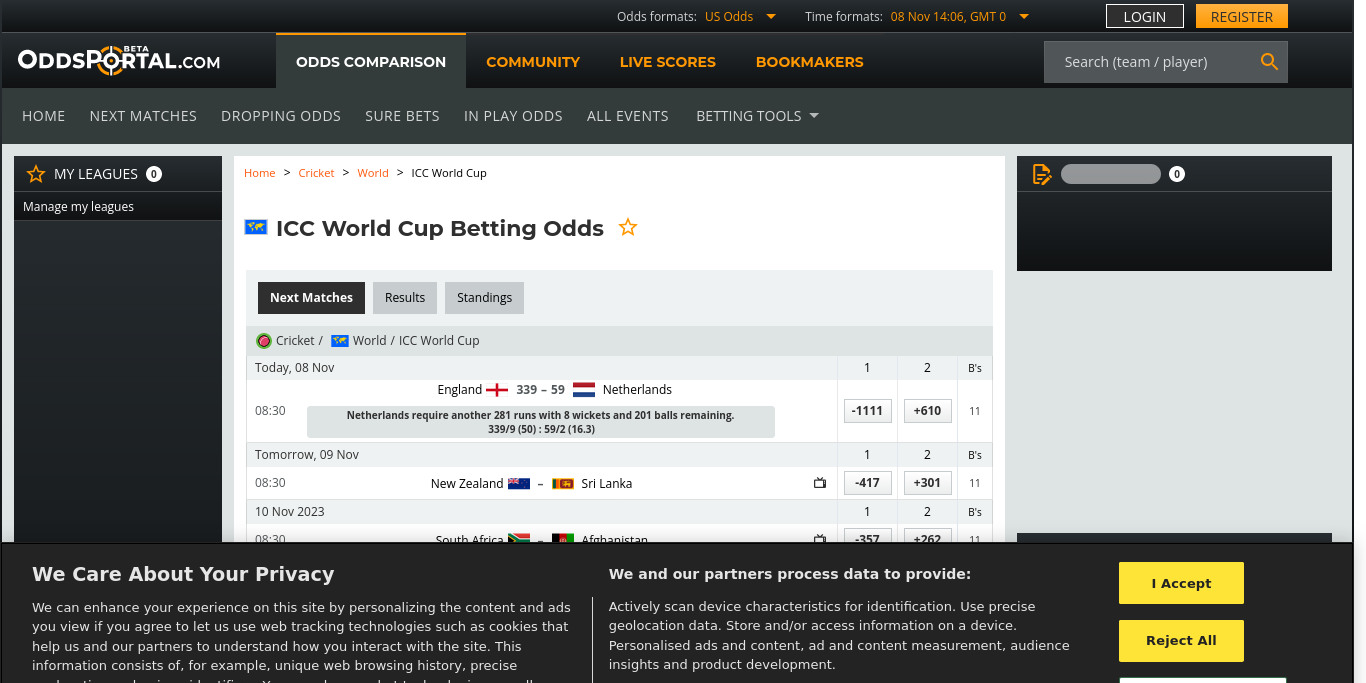 Odds formats: US Odds Time formats: 08 Nov 14:06, GMT 0 LOGIN REGISTER
ODDSPORTAL.COM BETA ODDS COMPARISON COMMUNITY LIVE SCORES BOOKMAKERS Search (team / player)
HOME NEXT MATCHES DROPPING ODDS SURE BETS IN PLAY ODDS ALL EVENTS BETTING TOOLS
MY LEAGUES 0
Manage my leagues
Home > Cricket > World > ICC World Cup
0
ICC World Cup Betting Odds
Next Matches Results Standings
Cricket / World / ICC World Cup
Today, 08 Nov 1 2 B's
England 339 – 59 Netherlands
08:30 -1111 +610 11
Netherlands require another 281 runs with 8 wickets and 201 balls remaining.
339/9 (50) : 59/2 (16.3)
Tomorrow, 09 Nov 1 2 B's
08:30 New Zealand – Sri Lanka -417 +301 11
10 Nov 2023 1 2 B's
08:30 South Africa – Afghanistan -357 +262 11
We Care About Your Privacy
We can enhance your experience on this site by personalizing the content and ads
you view if you agree to let us use web tracking technologies such as cookies that
help us and our partners to understand how you interact with the site. This
information consists of, for example, unique web browsing history, precise
We and our partners process data to provide:
Actively scan device characteristics for identification. Use precise
geolocation data. Store and/or access information on a device.
Personalised ads and content, ad and content measurement, audience
insights and product development.
I Accept
Reject All